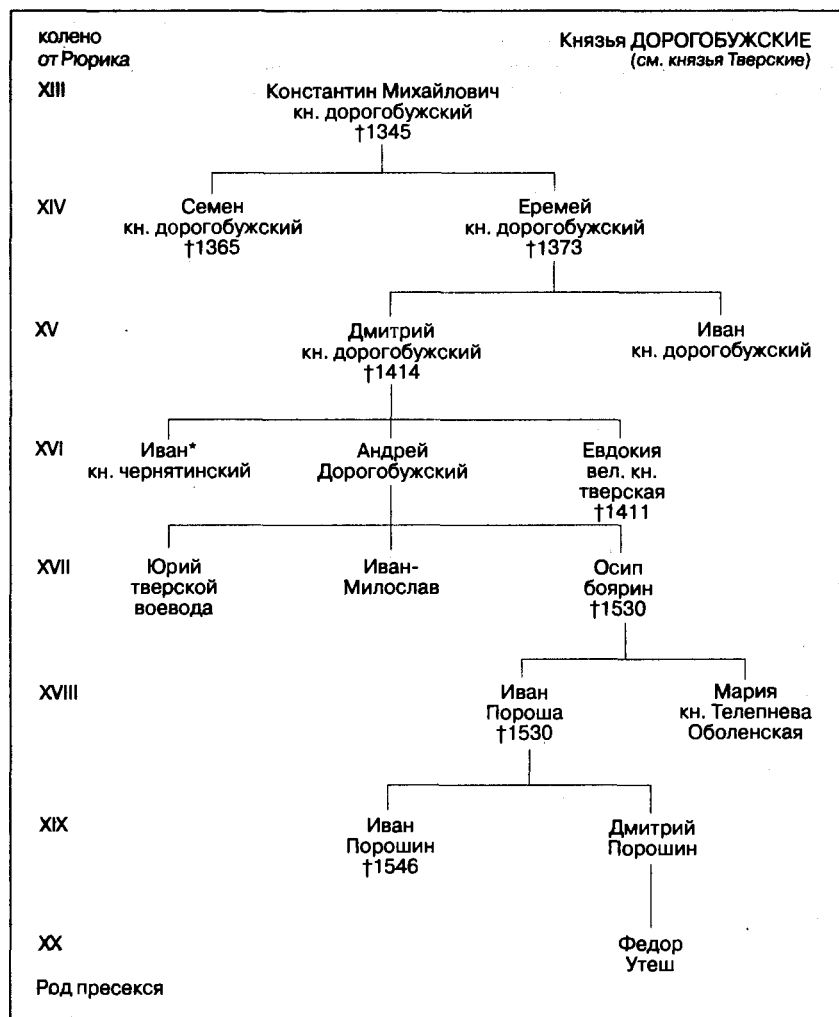 колено
от Рюрика
Князья ДОРОГОБУЖСКИЕ
(см. князья Тверские)
XIII
Константин Михайлович
кн. дорогобужский
†1345
XIV
Семен
кн. дорогобужский
†1365
Еремей
кн. дорогобужский
†1373
XV
Дмитрий
кн. дорогобужский
†1414
Иван
кн. дорогобужский
XVI
Иван*
кн. чернятинский
Андрей
Дорогобужский
Евдокия
вел. кн.
тверская
†1411
XVII
Юрий
тверской
воевода
Иван-
Милослав
Осип
боярин
†1530
XVIII
Иван
Пороша
†1530
Мария
кн. Телепнева
Оболенская
XIX
Иван
Порошин
†1546
Дмитрий
Порошин
XX
Федор
Утеш
Род пресекся